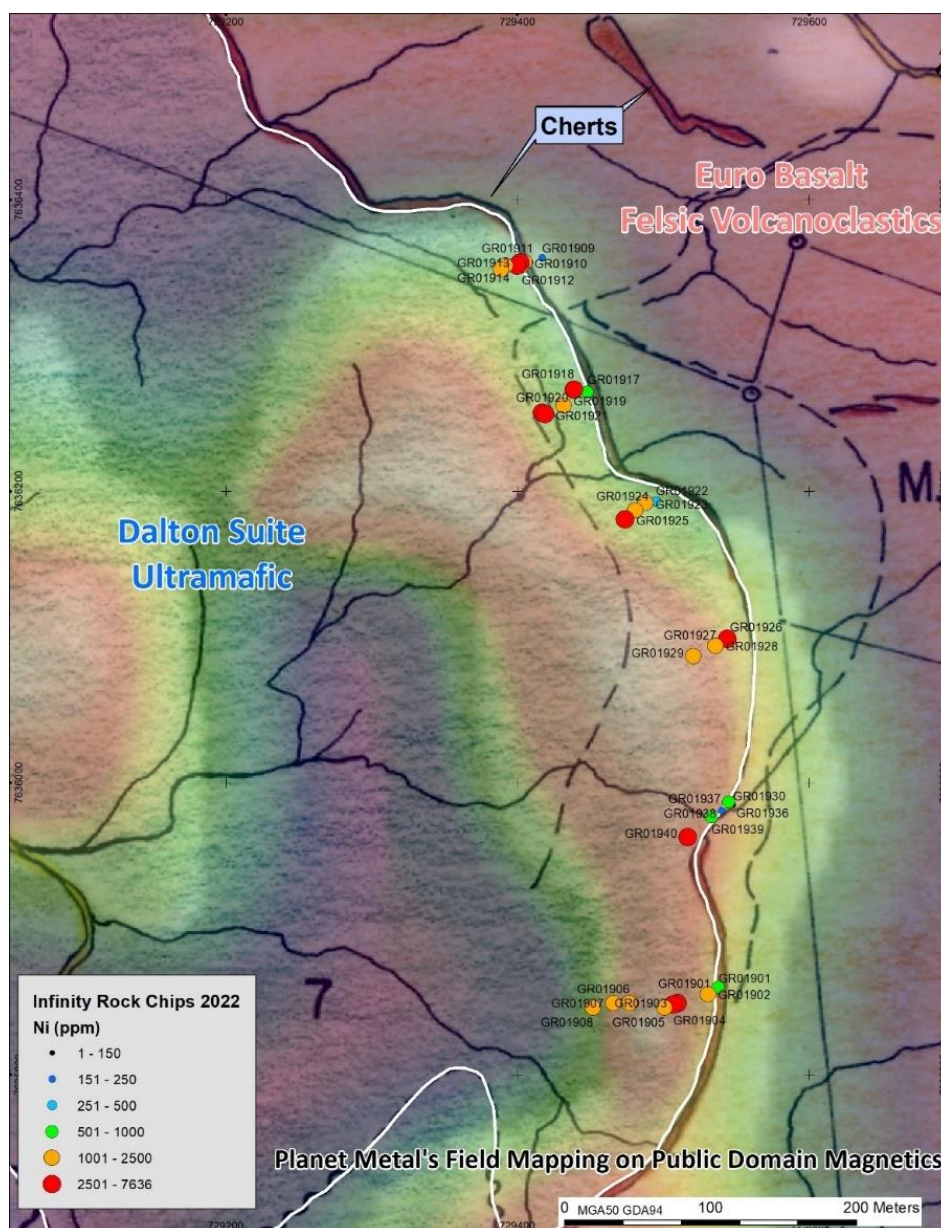 729200
729400
729600
Cherts
Euro Basalt
Felsic Volcanoclastics
7636400
GR01911
GR01909
GR01913
GR01910
GR01914
GR01912
GR01918
GR01917
GR01920
GR01919
GR01921
7636200
GR01924
GR01922
GR01923
GR01925
M.
Dalton Suite
Ultramafic
GR01926
GR01927
GR01928
GR01929
7636000
GR01937
GR01930
GR01938
GR01936
GR01939
GR01940
7
GR01906
GR01901
GR01901
GR01907
GR01903
GR01902
GR01908
GR01905
GR01904
Infinity Rock Chips 2022
Ni (ppm)
1 - 150
151 - 250
251 - 500
501 - 1000
1001 - 2500
2501 - 7636
Planet Metal's Field Mapping on Public Domain Magnetics
0 MGA50 GDA94 100 200 Meters
729200
729400